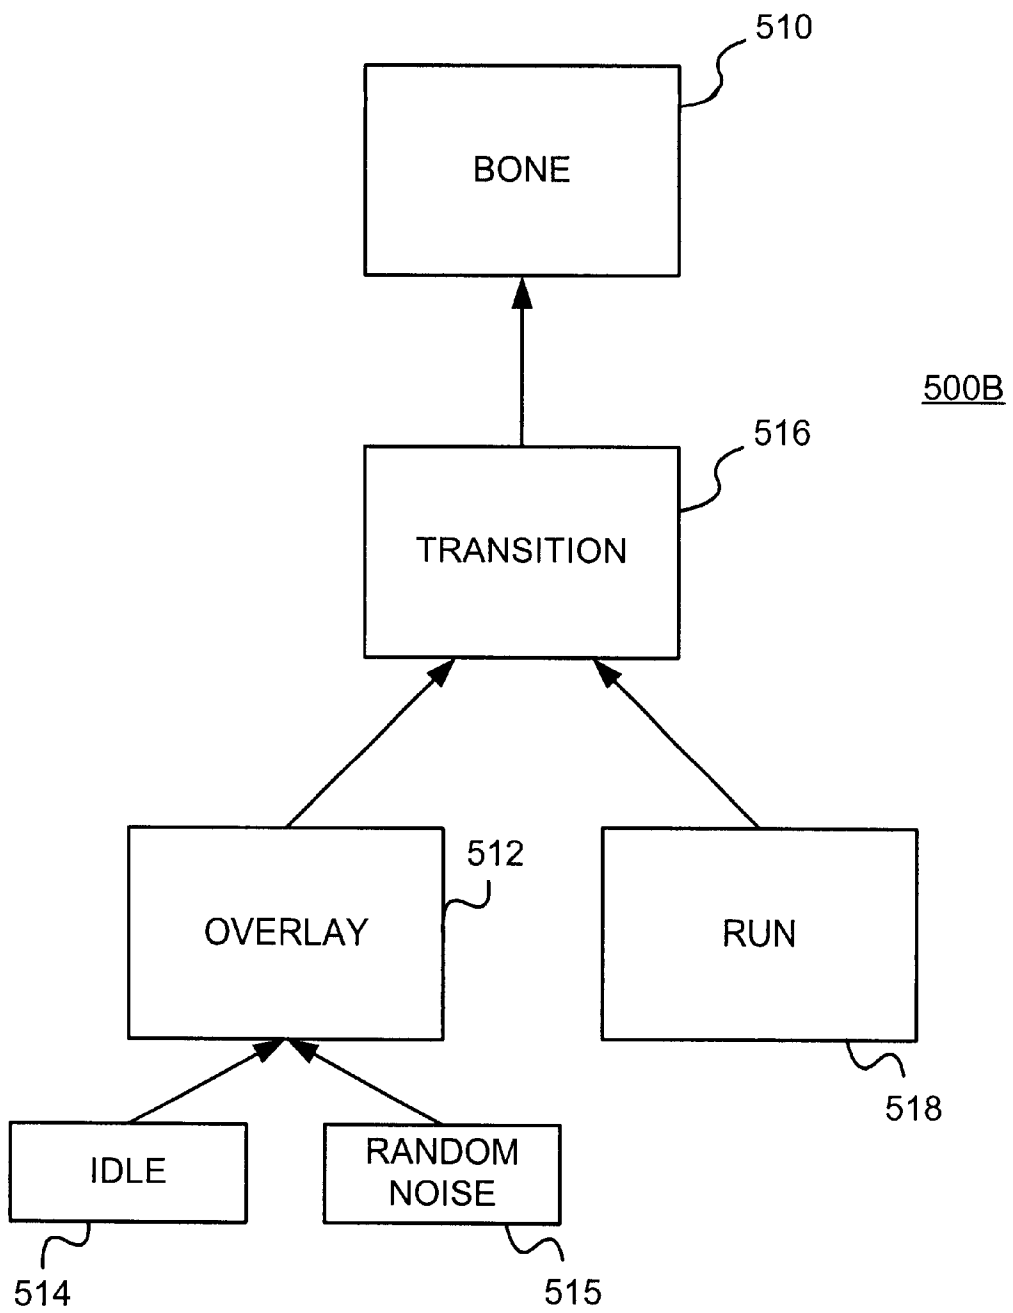 510
BONE
500B
516
TRANSITION
512
OVERLAY
RUN
518
IDLE
RANDOM
NOISE
514
515